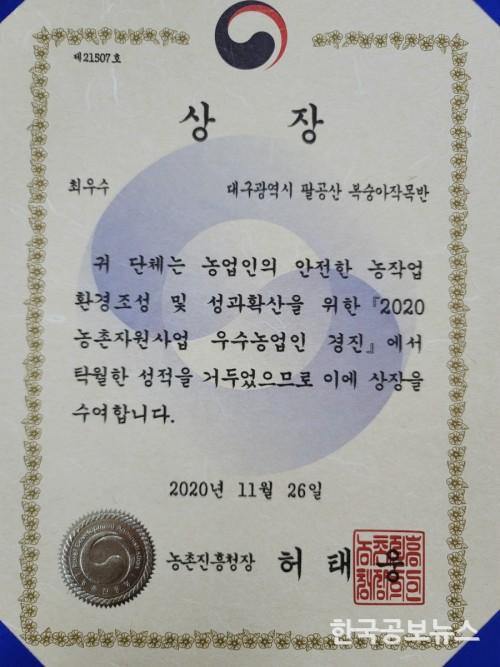 제21507호
상 장
최우수 대구광역시 팔공산 복숭아작목반
귀 단체는 농업인의 안전한 농작업
환경조성 및 성과확산을 위한『2020
농촌자원사업 우수농업인 경진』에서
탁월한 성적을 거두었으므로 이에 상장을
수여합니다.
2020년 11월 26일
농촌진흥청장 허 태 웅
한국공보뉴스